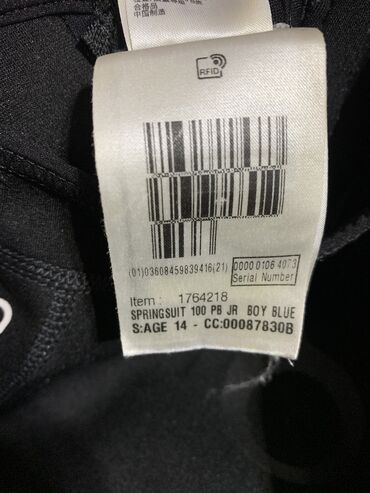 合格品
中国制造
RFID
(01)03608459839416(21)
0000 0106 4073
Serial Number
Item : 1764218
SPRINGSUIT 100 PB JR BOY BLUE
S:AGE 14 - CC:00087830B